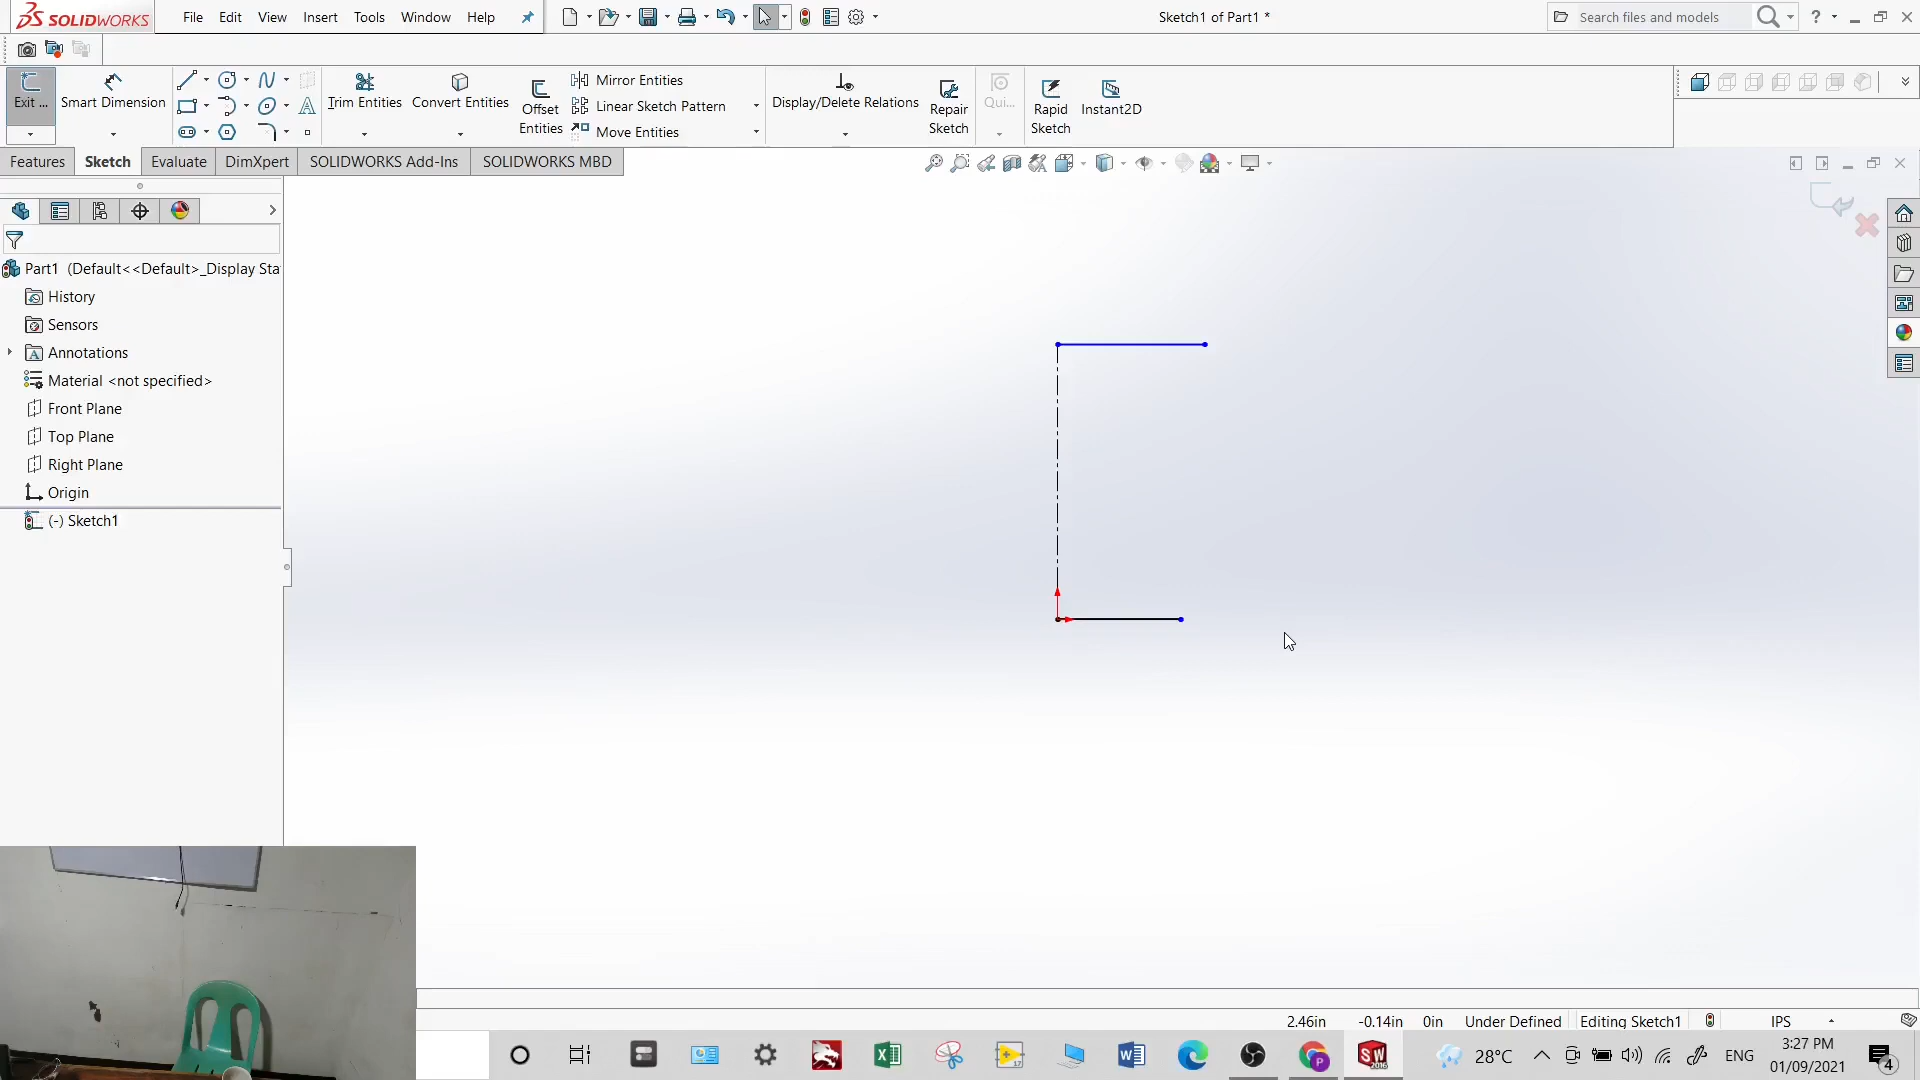 SOLIDWORKS
File Edit View Insert Tools Window Help
Sketch1 of Part1 *
Search files and models
?
Exit ...
Smart Dimension
Trim Entities
Convert Entities
Offset Entities
Mirror Entities
Linear Sketch Pattern
Move Entities
Display/Delete Relations
Repair Sketch
Qui...
Rapid Sketch
Instant2D
Features Sketch Evaluate DimXpert SOLIDWORKS Add-Ins SOLIDWORKS MBD
Part1 (Default<<Default>_Display Sta
History
Sensors
Annotations
Material <not specified>
Front Plane
Top Plane
Right Plane
Origin
(-) Sketch1
2.46in -0.14in 0in Under Defined Editing Sketch1 IPS
28°C ENG
3:27 PM
01/09/2021
4